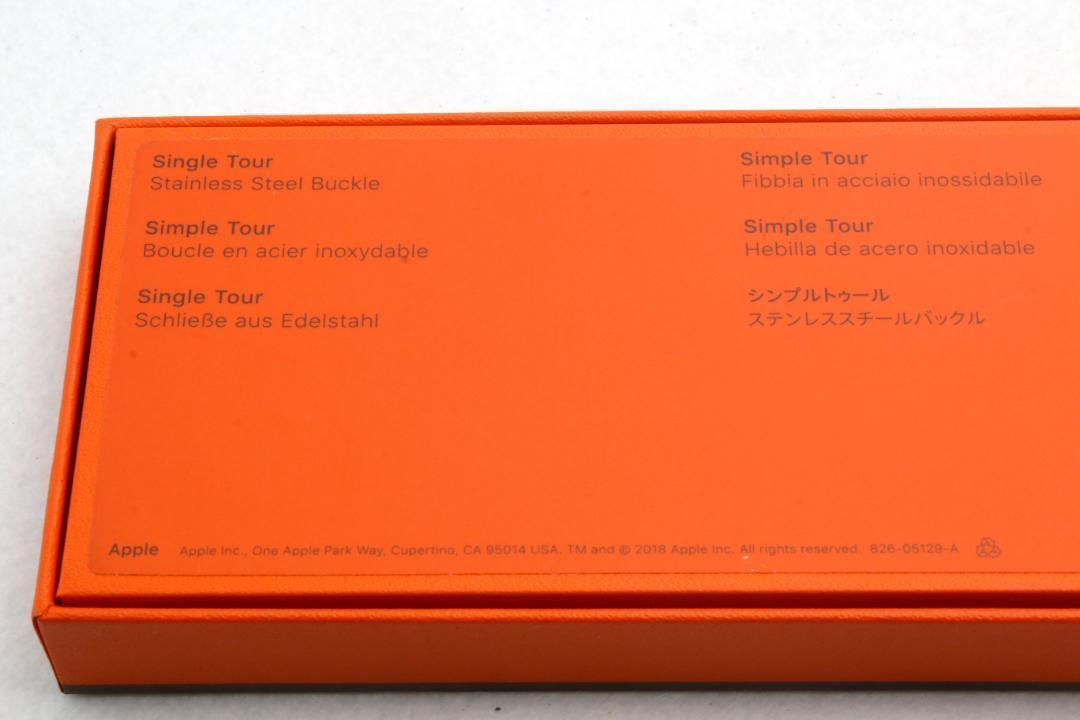 Single Tour
Stainless Steel Buckle
Simple Tour
Boucle en acier inoxydable
Single Tour
Schließe aus Edelstahl
Simple Tour
Fibbia in acciaio inossidabile
Simple Tour
Hebilla de acero inoxidable
シンプルトゥール
ステンレススチールバックル
Apple Apple Inc., One Apple Park Way, Cupertino, CA 95014 USA. TM and © 2018 Apple Inc. All rights reserved. 826-05129-A